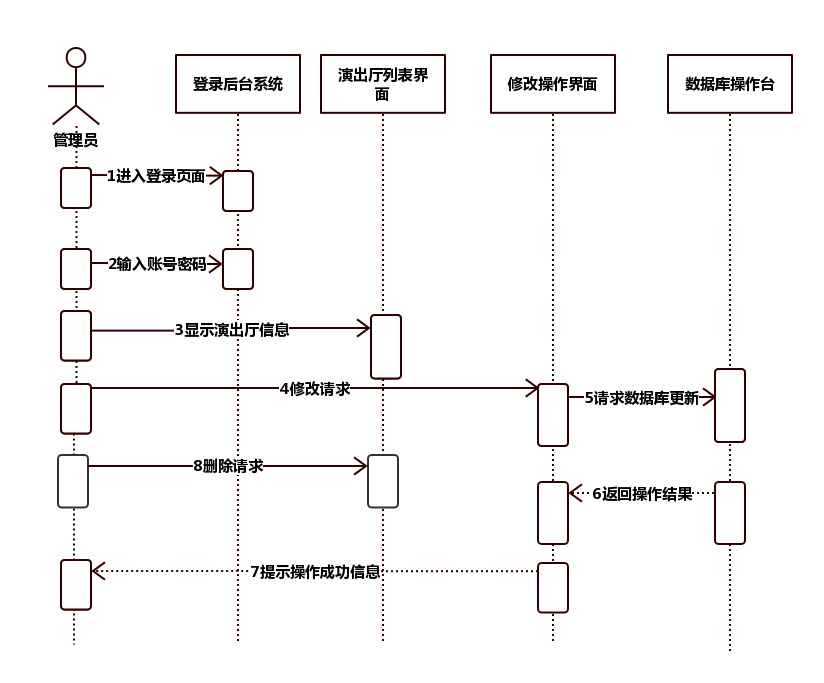 登录后台系统
演出厅列表界
面
修改操作界面
数据库操作台
管理员
1进入登录页面
2输入账号密码
3显示演出厅信息
4修改请求
5请求数据库更新
8删除请求
6返回操作结果
7提示操作成功信息